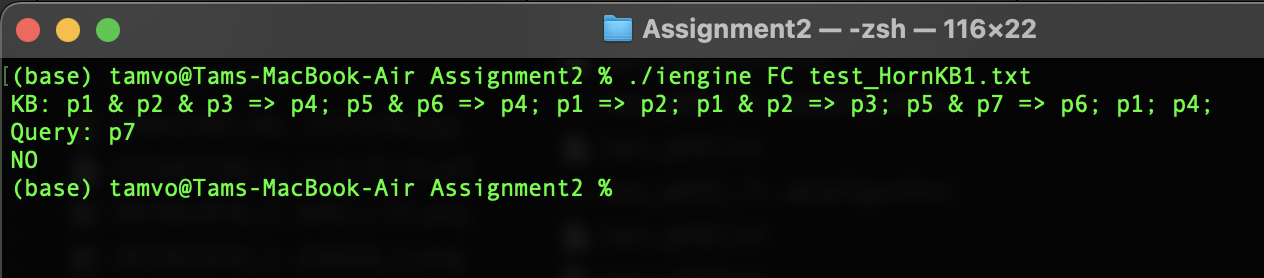 Assignment2 — -zsh — 116×22
[(base) tamvo@Tams-MacBook-Air Assignment2 % ./iengine FC test_HornKB1.txt
KB: p1 & p2 & p3 => p4; p5 & p6 => p4; p1 => p2; p1 & p2 => p3; p5 & p7 => p6; p1; p4;
Query: p7
NO
(base) tamvo@Tams-MacBook-Air Assignment2 %